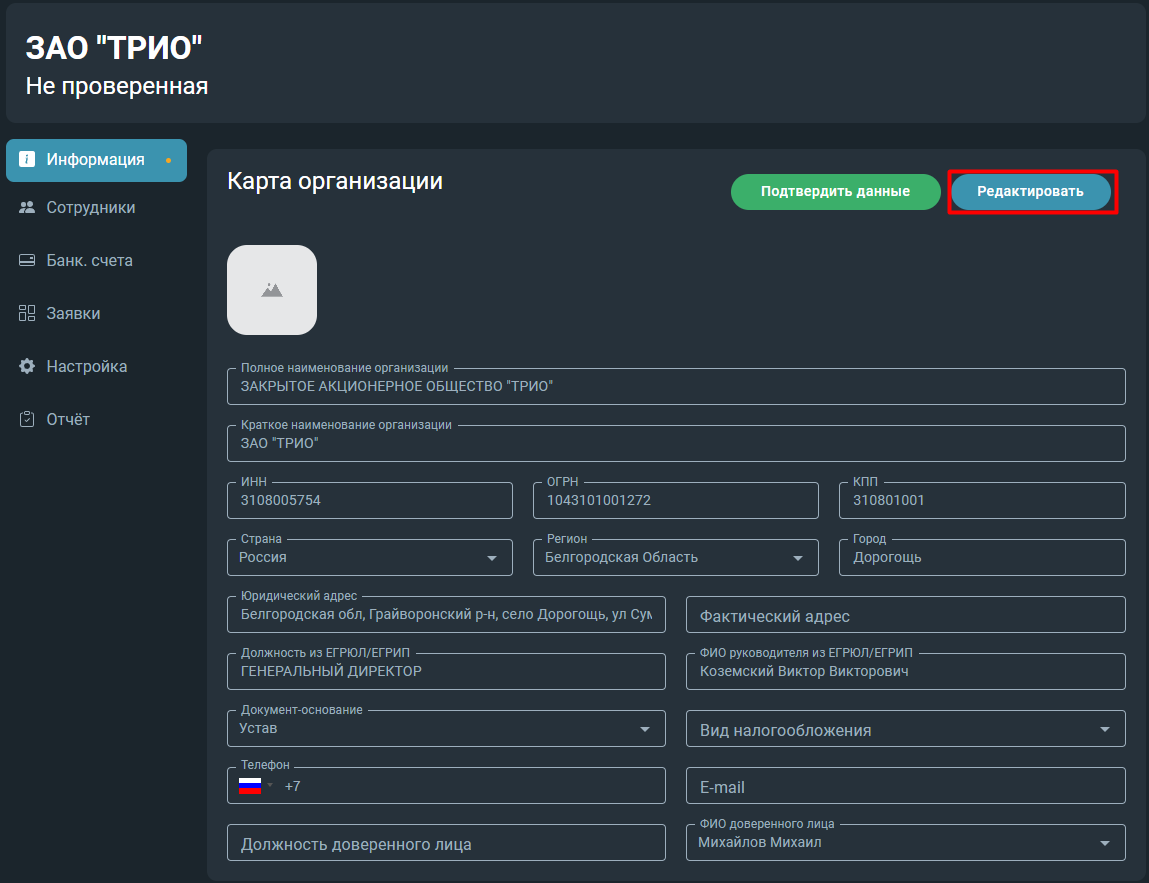 ЗАО "ТРИО"
Не проверенная
Информация
Сотрудники
Банк. счета
Заявки
Настройка
Отчёт
Карта организации
Подтвердить данные
Редактировать
Полное наименование организации
ЗАКРЫТОЕ АКЦИОНЕРНОЕ ОБЩЕСТВО "ТРИО"
Краткое наименование организации
ЗАО "ТРИО"
ИНН
3108005754
ОГРН
1043101001272
КПП
310801001
Страна
Россия
Регион
Белгородская Область
Город
Дорогощь
Юридический адрес
Белгородская обл, Грайворонский р-н, село Дорогощь, ул Сум
Фактический адрес
Должность из ЕГРЮЛ/ЕГРИП
ГЕНЕРАЛЬНЫЙ ДИРЕКТОР
ФИО руководителя из ЕГРЮЛ/ЕГРИП
Коземский Виктор Викторович
Документ-основание
Устав
Вид налогообложения
Телефон
+7
E-mail
Должность доверенного лица
ФИО доверенного лица
Михайлов Михаил